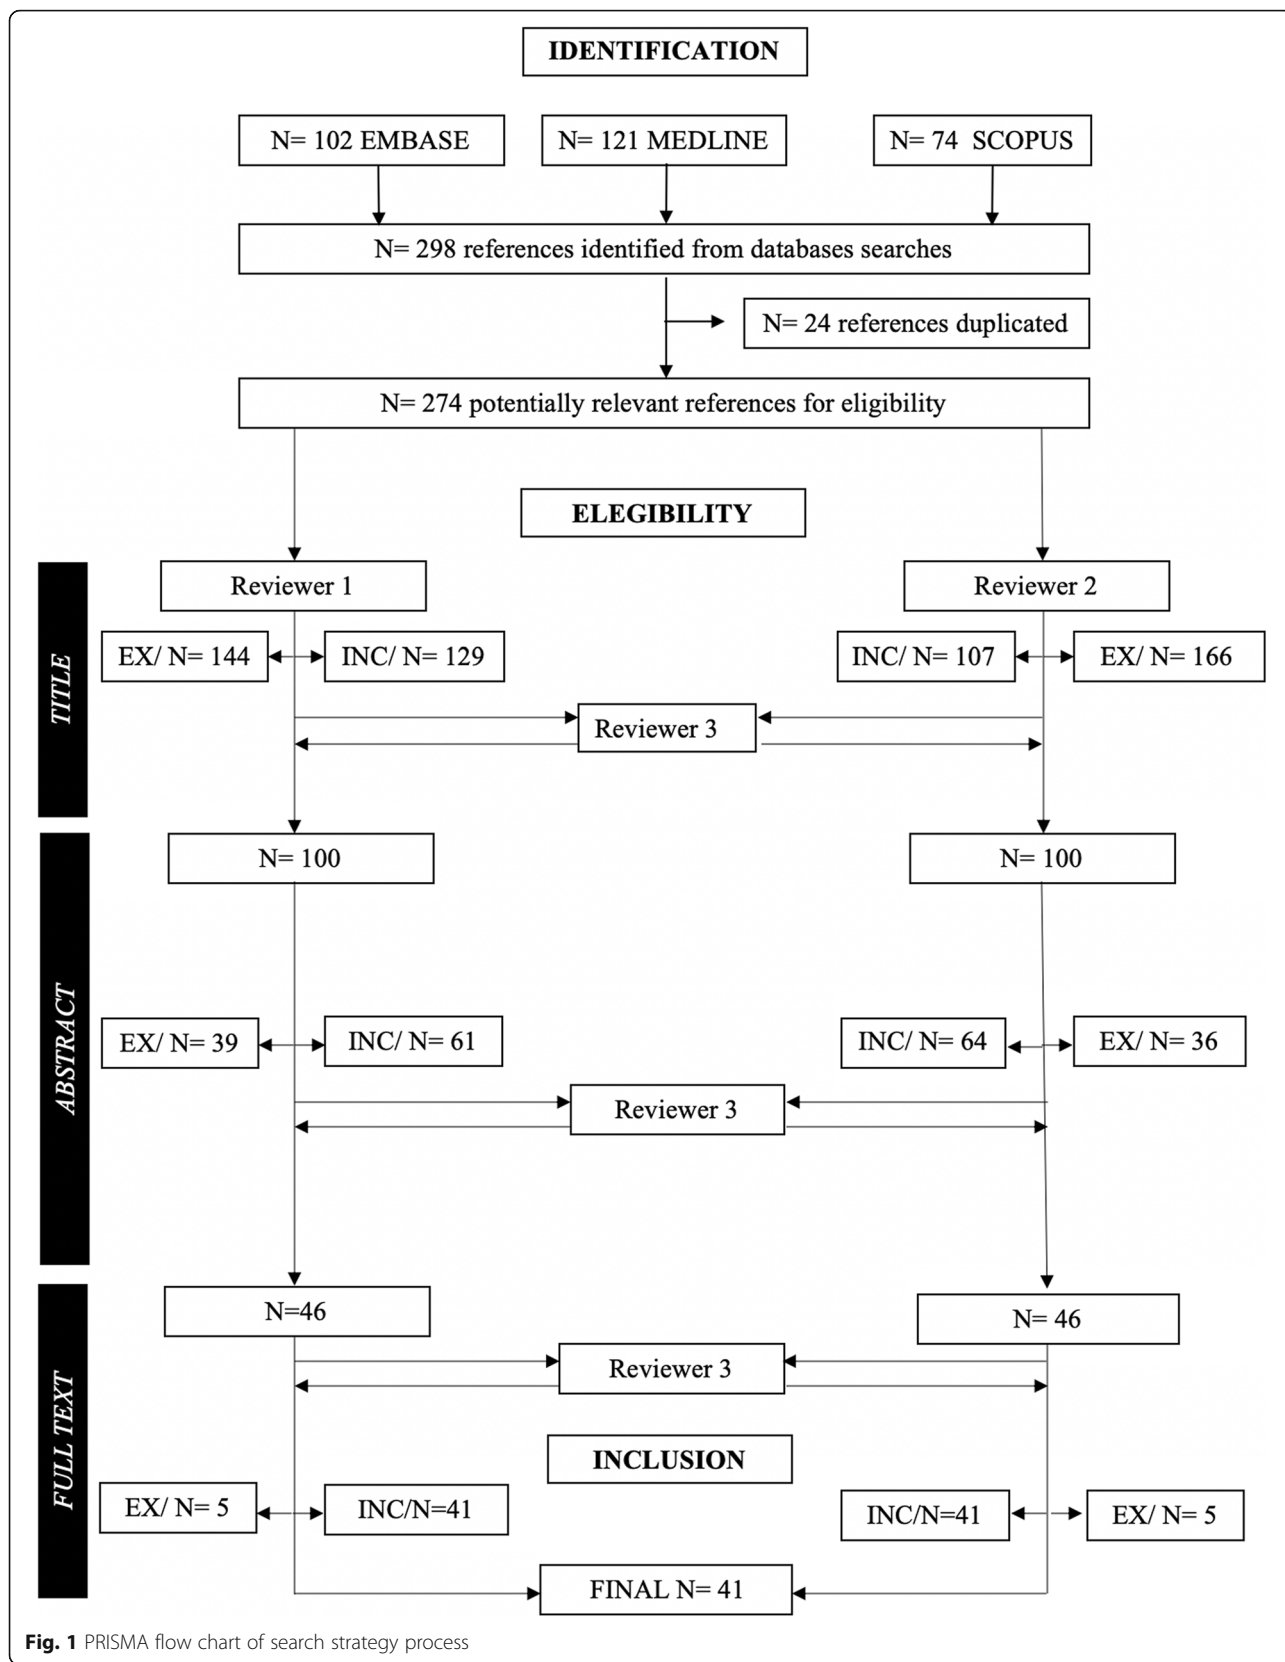 IDENTIFICATION
N= 102 EMBASE
N= 121 MEDLINE
N= 74 SCOPUS
N= 298 references identified from databases searches
N= 24 references duplicated
N= 274 potentially relevant references for eligibility
ELEGIBILITY
Reviewer 1
Reviewer 2
TITLE
EX/ N= 144
INC/ N= 129
INC/ N= 107
EX/ N= 166
Reviewer 3
ABSTRACT
N= 100
N= 100
EX/ N= 39
INC/ N= 61
INC/ N= 64
EX/ N= 36
Reviewer 3
FULL TEXT
N=46
N= 46
Reviewer 3
INCLUSION
EX/ N= 5
INC/N=41
INC/N=41
EX/ N= 5
FINAL N= 41
Fig. 1 PRISMA flow chart of search strategy process